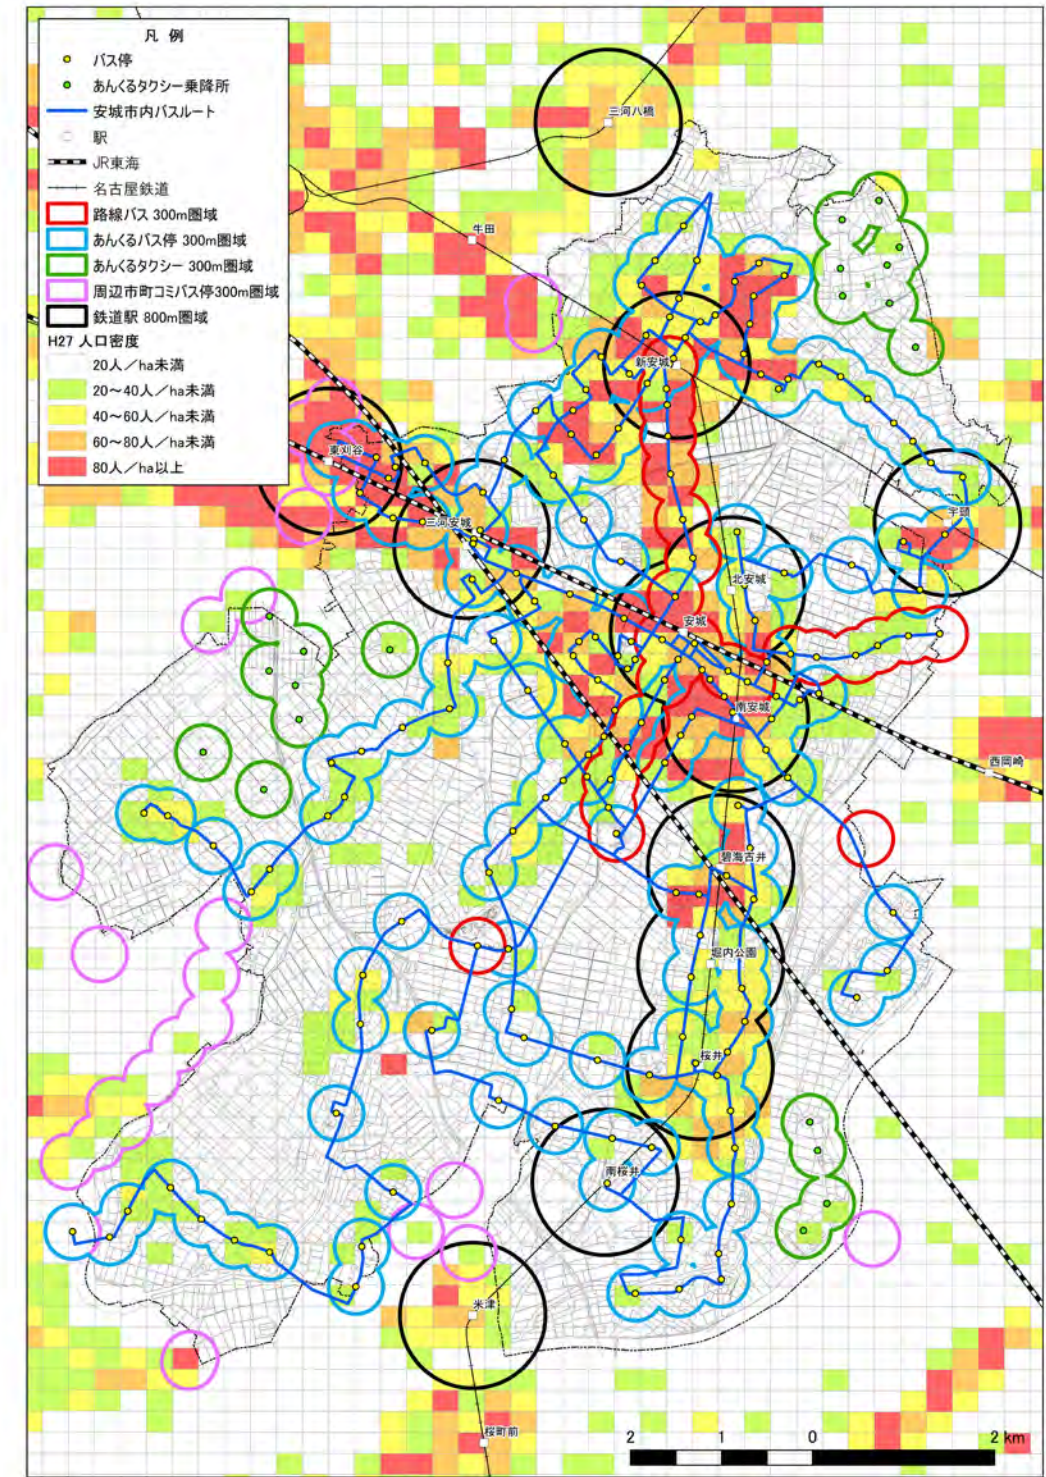 凡 例
バス停
あんくるタクシー乗降所
安城市内バスルート
駅
JR東海
名古屋鉄道
路線バス 300m圏域
あんくるバス停 300m圏域
あんくるタクシー 300m圏域
周辺市町コミバス停300m圏域
鉄道駅 800m圏域
H27 人口密度
20人/ha未満
20～40人/ha未満
40～60人/ha未満
60～80人/ha未満
80人/ha以上
三河八橋
牛田
新安城
東刈谷
三河安城
宇頭
北安城
安城
南安城
西岡崎
碧海古井
堀内公園
桜井
南桜井
米津
桜町前
2 1 0 2 km